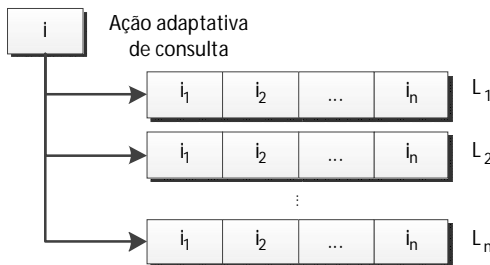 i
Ação adaptativa
de consulta
i1 i2 ... in L1
i1 i2 ... in L2
⋮
i1 i2 ... in Ln